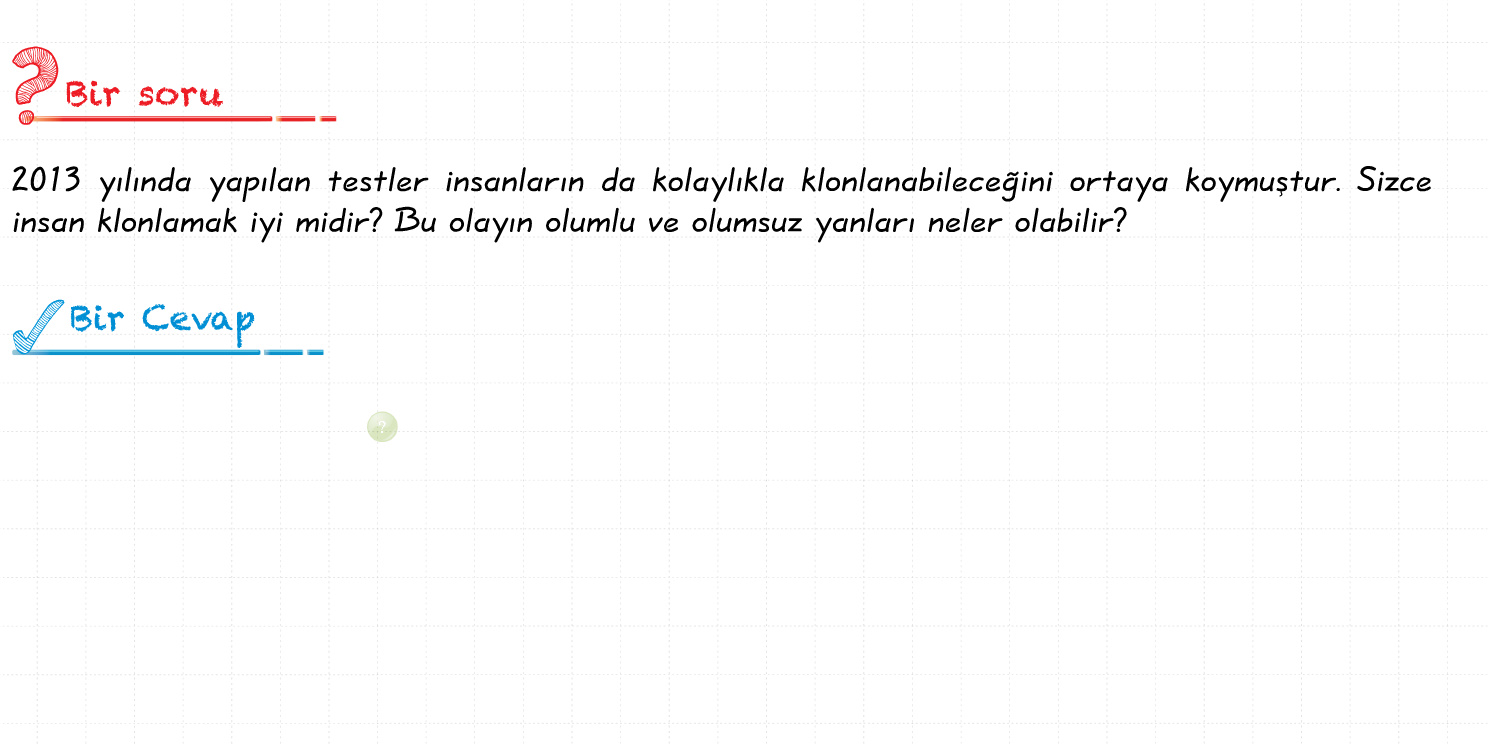 ? Bir soru
2013 yılında yapılan testler insanların da kolaylıkla klonlanabileceğini ortaya koymuştur. Sizce
insan klonlamak iyi midir? Bu olayın olumlu ve olumsuz yanları neler olabilir?
Bir Cevap
?